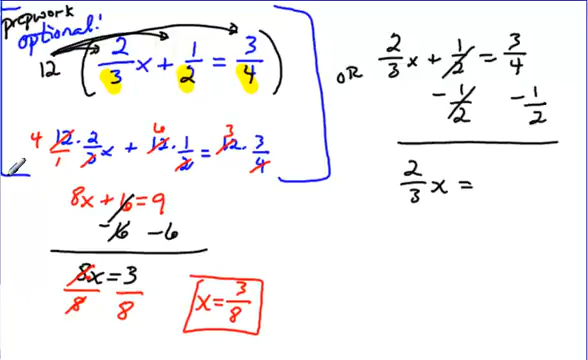 prepwork
optional!
12 ( 2/3 x + 1/2 = 3/4 )
4 12/1 · 2/3 x + 6 12 · 1/2 = 3 12 · 3/4
8x + 6 = 9
-6 -6
8x = 3
8 8
x = 3/8
OR 2/3 x + 1/2 = 3/4
- 1/2 - 1/2
2/3 x =